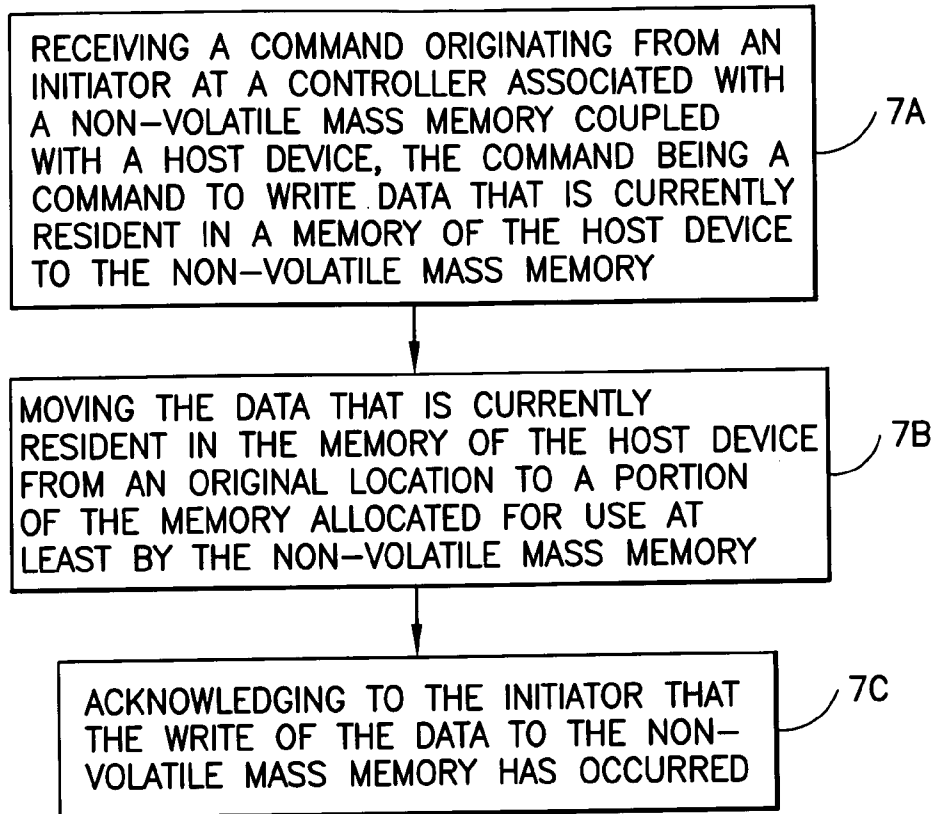 RECEIVING A COMMAND ORIGINATING FROM AN
INITIATOR AT A CONTROLLER ASSOCIATED WITH
A NON-VOLATILE MASS MEMORY COUPLED
WITH A HOST DEVICE, THE COMMAND BEING A
COMMAND TO WRITE DATA THAT IS CURRENTLY
RESIDENT IN A MEMORY OF THE HOST DEVICE
TO THE NON-VOLATILE MASS MEMORY
7A
MOVING THE DATA THAT IS CURRENTLY
RESIDENT IN THE MEMORY OF THE HOST DEVICE
FROM AN ORIGINAL LOCATION TO A PORTION
OF THE MEMORY ALLOCATED FOR USE AT
LEAST BY THE NON-VOLATILE MASS MEMORY
7B
ACKNOWLEDGING TO THE INITIATOR THAT
THE WRITE OF THE DATA TO THE NON-
VOLATILE MASS MEMORY HAS OCCURRED
7C